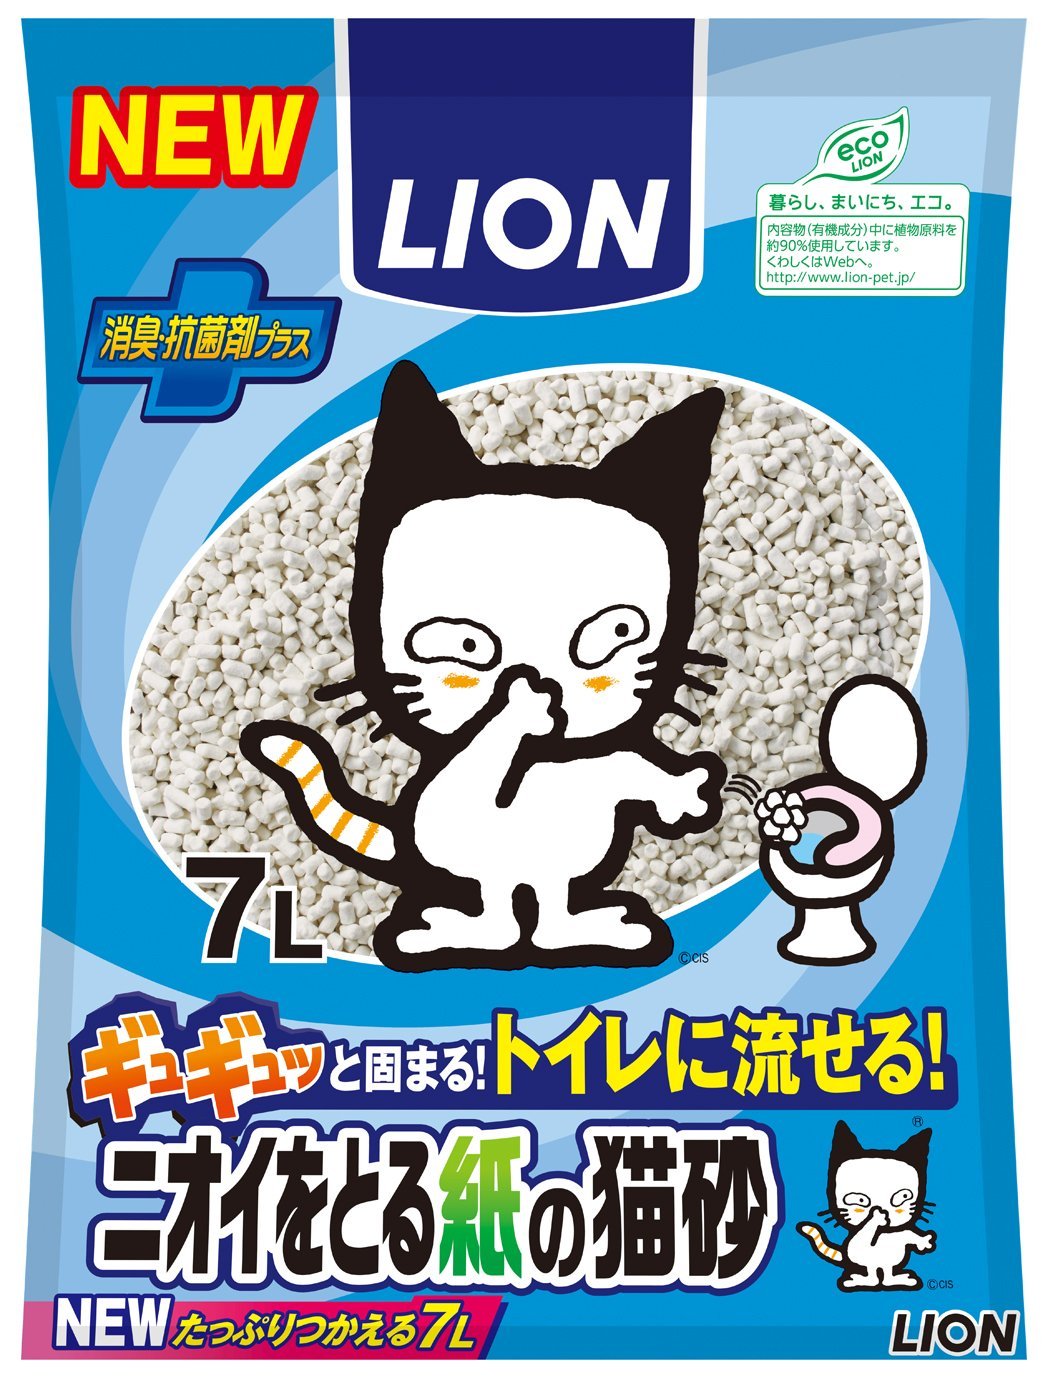 NEW
LION
eco
LION
暮らし、まいにち、エコ。
内容物(有機成分)中に植物原料を
約90%使用しています。
くわしくはWebへ。
http://www.lion-pet.jp/
消臭・抗菌剤プラス
7L
©CIS
ギュギュッと固まる!トイレに流せる!
ニオイをとる紙の猫砂
®
©CIS
NEW たっぷりつかえる7L
LION